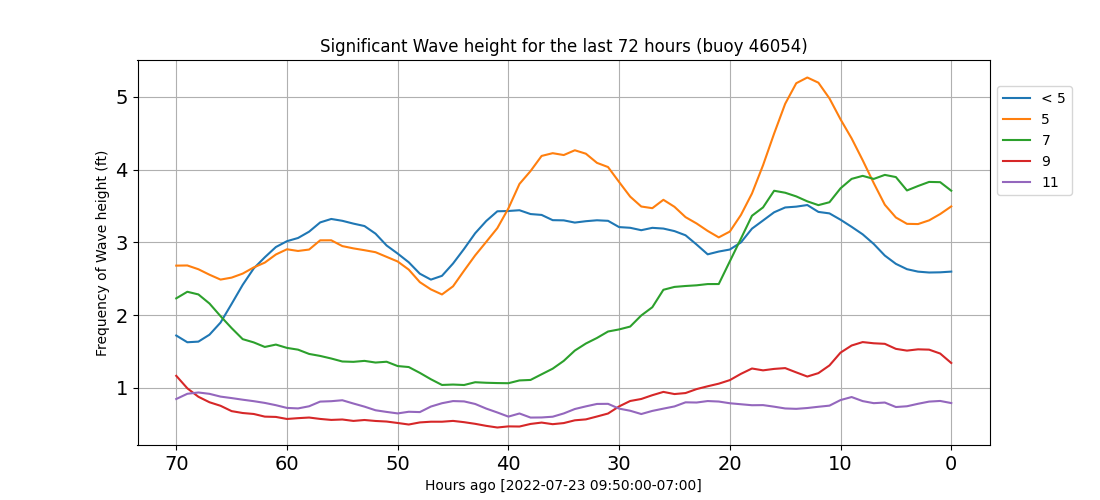 Significant Wave height for the last 72 hours (buoy 46054)
Frequency of Wave height (ft)
5
4
3
2
1
70 60 50 40 30 20 10 0
Hours ago [2022-07-23 09:50:00-07:00]
< 5
5
7
9
11